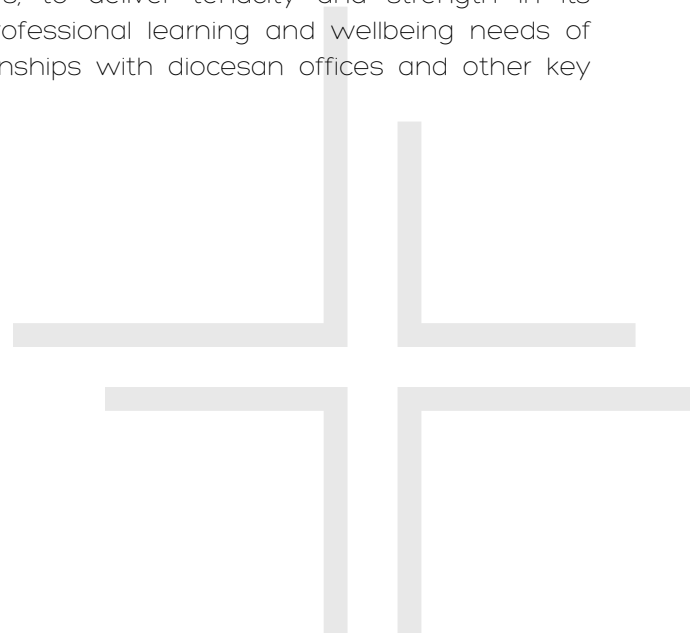 to deliver tenacity and strength in its
ofessional learning and wellbeing needs of
nships with diocesan offices and other key